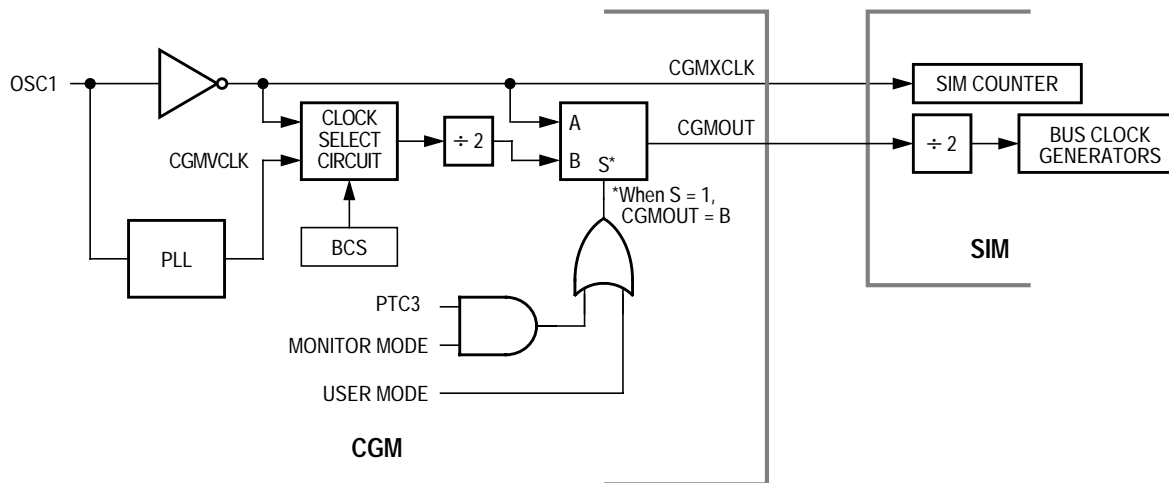 OSC1
CGMXCLK
SIM COUNTER
CLOCK
SELECT
CIRCUIT
÷ 2
A
B
S*
CGMOUT
÷ 2
BUS CLOCK
GENERATORS
CGMVCLK
*When S = 1,
CGMOUT = B
PLL
BCS
SIM
PTC3
MONITOR MODE
USER MODE
CGM